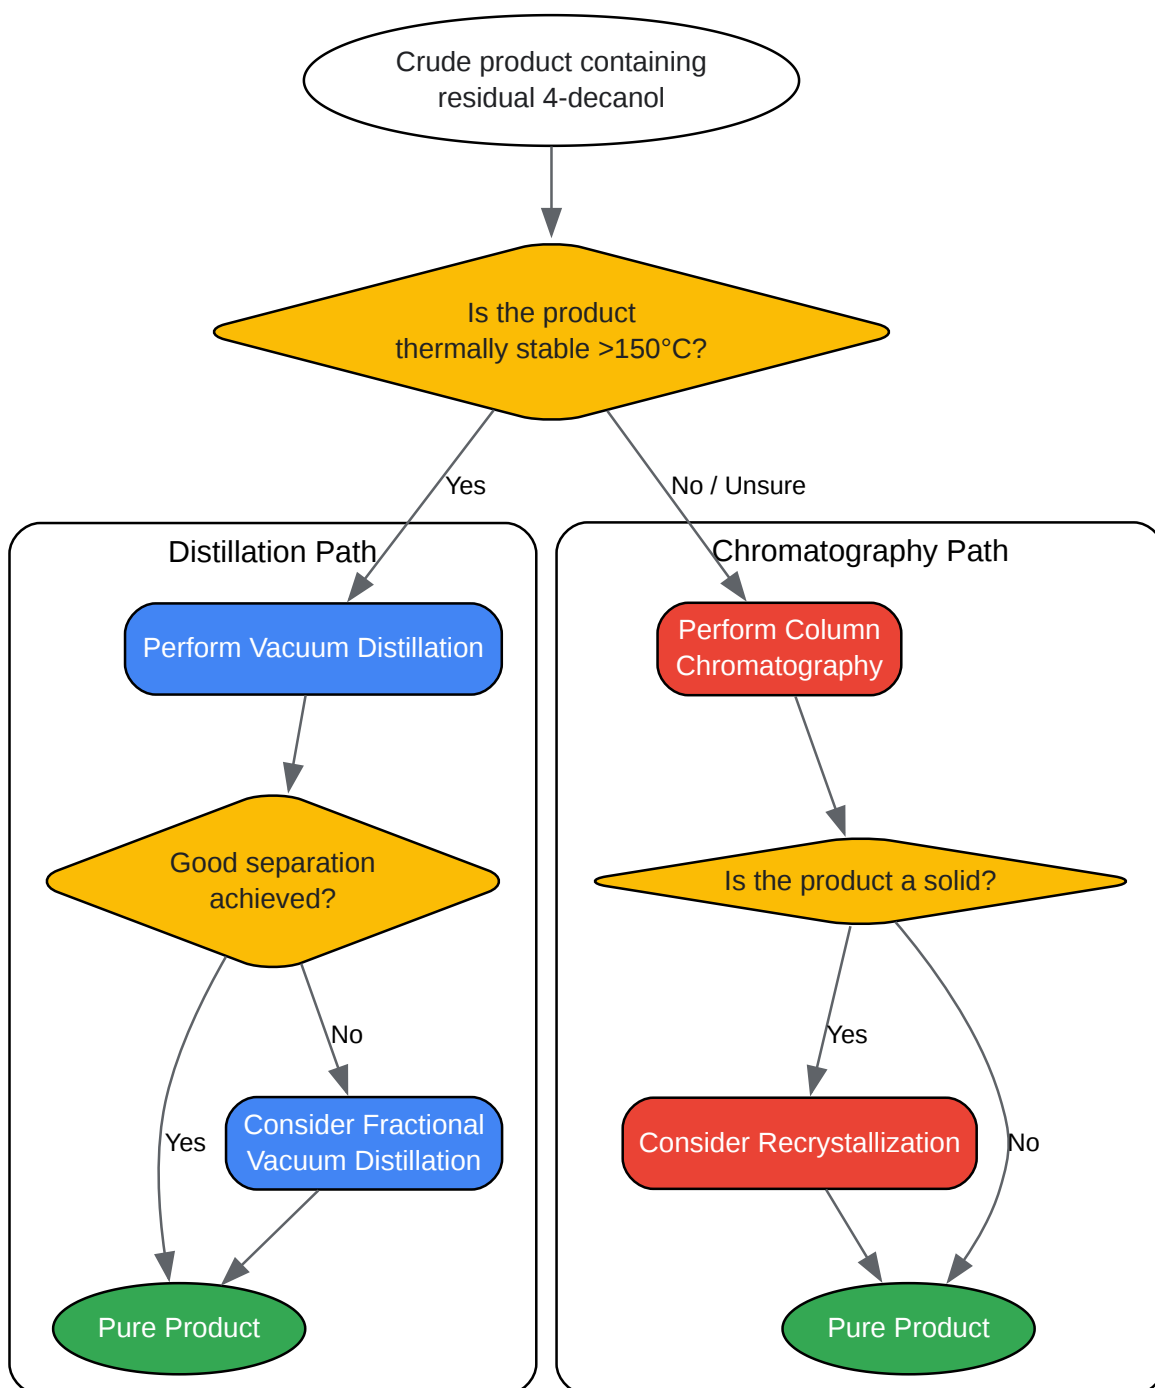 Crude product containing
residual 4-decanol
Is the product
thermally stable >150°C?
Yes
No / Unsure
Distillation Path
Chromatography Path
Perform Vacuum Distillation
Perform Column
Chromatography
Good separation
achieved?
Is the product a solid?
No
Yes
Consider Fractional
Vacuum Distillation
Yes
Consider Recrystallization
No
Pure Product
Pure Product